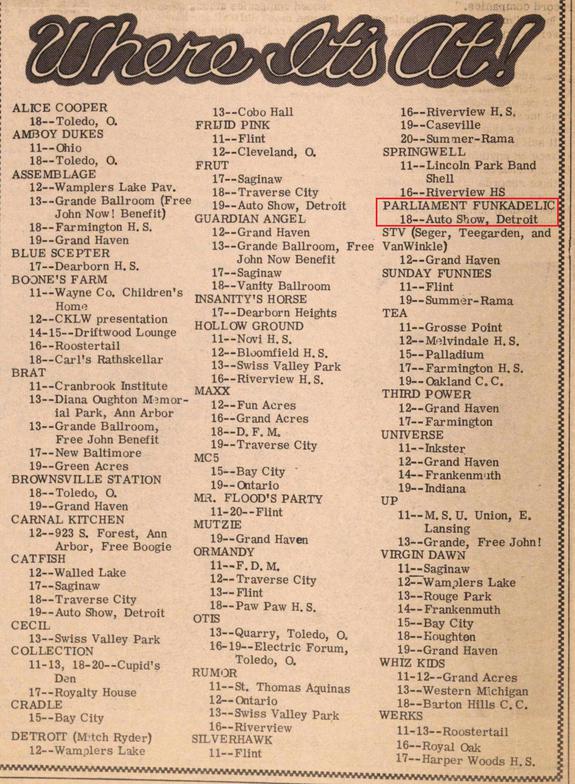 Where It's At!
ALICE COOPER
18--Toledo, O.
AMBOY DUKES
11--Ohio
18--Toledo, O.
ASSEMBLAGE
12--Wamplers Lake Pav.
13--Grande Ballroom (Free
John Now! Benefit)
18--Farmington H.S.
19--Grand Haven
BLUE SCEPTER
17--Dearborn H.S.
BOONE'S FARM
11--Wayne Co. Children's
Home
12--CKLW presentation
14-15--Driftwood Lounge
16--Roostertail
18--Carl's Rathskellar
BRAT
11--Cranbrook Institute
13--Diana Oughton Memor-
ial Park, Ann Arbor
13--Grande Ballroom,
Free John Benefit
17--New Baltimore
19--Green Acres
BROWNSVILLE STATION
18--Toledo, O.
19--Grand Haven
CARNAL KITCHEN
12--923 S. Forest, Ann
Arbor, Free Boogie
CATFISH
12--Walled Lake
17--Saginaw
18--Traverse City
19--Auto Show, Detroit
CECIL
13--Swiss Valley Park
COLLECTION
11-13, 18-20--Cupid's
Den
17--Royalty House
CRADLE
15--Bay City
DETROIT (Mitch Ryder)
12--Wamplers Lake
13--Cobo Hall
FRIJID PINK
11--Flint
12--Cleveland, O.
FRUT
17--Saginaw
18--Traverse City
19--Auto Show, Detroit
GUARDIAN ANGEL
12--Grand Haven
13--Grande Ballroom, Free
John Now Benefit
17--Saginaw
18--Vanity Ballroom
INSANITY'S HORSE
17--Dearborn Heights
HOLLOW GROUND
11--Novi H.S.
12--Bloomfield H.S.
13--Swiss Valley Park
16--Riverview H.S.
MAXX
12--Fun Acres
16--Grand Acres
18--D.F.M.
19--Traverse City
MC5
15--Bay City
19--Ontario
MR. FLOOD'S PARTY
11-20--Flint
MUTZIE
19--Grand Haven
ORMANDY
11--F.D.M.
12--Traverse City
13--Flint
18--Paw Paw H.S.
OTIS
13--Quarry, Toledo, O.
16-19--Electric Forum,
Toledo, O.
RUMOR
11--St. Thomas Aquinas
12--Ontario
13--Swiss Valley Park
16--Riverview
SILVERHAWK
11--Flint
16--Riverview H.S.
19--Caseville
20--Summer-Rama
SPRINGWELL
11--Lincoln Park Band
Shell
16--Riverview HS
PARLIAMENT FUNKADELIC
18--Auto Show, Detroit
STV (Seger, Teegarden, and
VanWinkle)
12--Grand Haven
SUNDAY FUNNIES
11--Flint
19--Summer-Rama
TEA
11--Grosse Point
12--Melvindale H.S.
15--Palladium
17--Farmington H.S.
19--Oakland C.C.
THIRD POWER
12--Grand Haven
17--Farmington
UNIVERSE
11--Inkster
12--Grand Haven
14--Frankenmuth
19--Indiana
UP
11--M.S.U. Union, E.
Lansing
13--Grande, Free John!
VIRGIN DAWN
11--Saginaw
12--Wamplers Lake
13--Rouge Park
14--Frankenmuth
15--Bay City
18--Houghton
19--Grand Haven
WHIZ KIDS
11-12--Grand Acres
13--Western Michigan
18--Barton Hills C.C.
WERKS
11-13--Roostertail
16--Royal Oak
17--Harper Woods H.S.